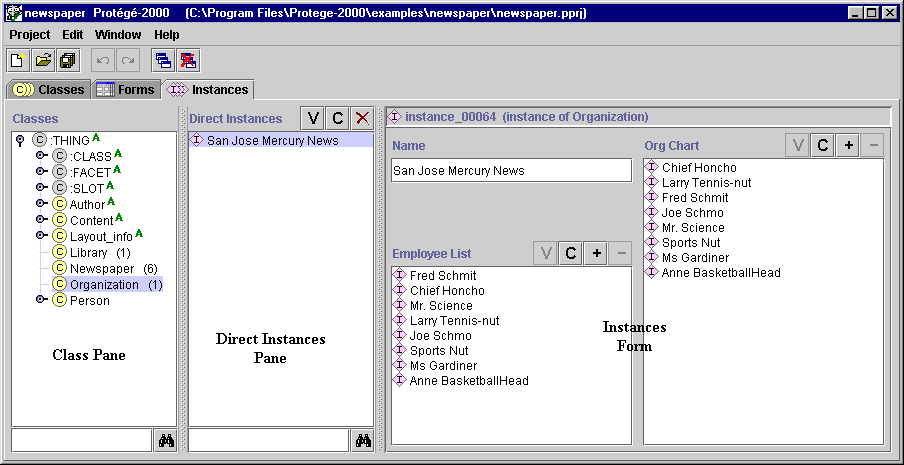 newspaper Protégé-2000 (C:\Program Files\Protege-2000\examples\newspaper\newspaper.pprj)
Project Edit Window Help
C Classes Forms Instances
Classes
C :THING A
C :CLASS A
C :FACET A
C :SLOT A
C Author A
C Content A
C Layout_info A
C Library (1)
C Newspaper (6)
C Organization (1)
C Person
Class Pane
Direct Instances V C
I San Jose Mercury News
Direct Instances
Pane
I instance_00064 (instance of Organization)
Name
San Jose Mercury News
Employee List V C + −
I Fred Schmit
I Chief Honcho
I Mr. Science
I Larry Tennis-nut
I Joe Schmo
I Sports Nut
I Ms Gardiner
I Anne BasketballHead
Org Chart V C + −
I Chief Honcho
I Larry Tennis-nut
I Fred Schmit
I Joe Schmo
I Mr. Science
I Sports Nut
I Ms Gardiner
I Anne BasketballHead
Instances
Form